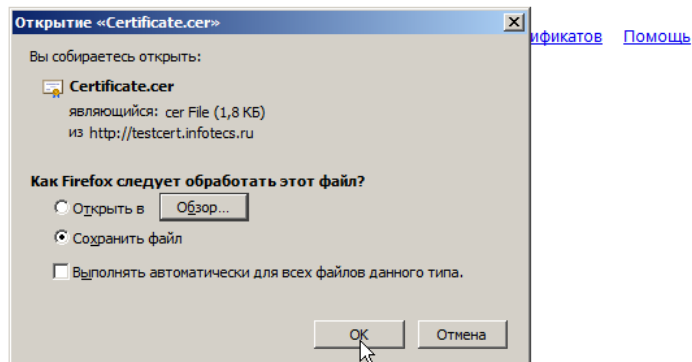 Открытие «Certificate.cer»
ификатов Помощь
Вы собираетесь открыть:
Certificate.cer
являющийся: cer File (1,8 КБ)
из http://testcert.infotecs.ru
Как Firefox следует обработать этот файл?
Открыть в Обзор...
Сохранить файл
Выполнять автоматически для всех файлов данного типа.
OK Отмена